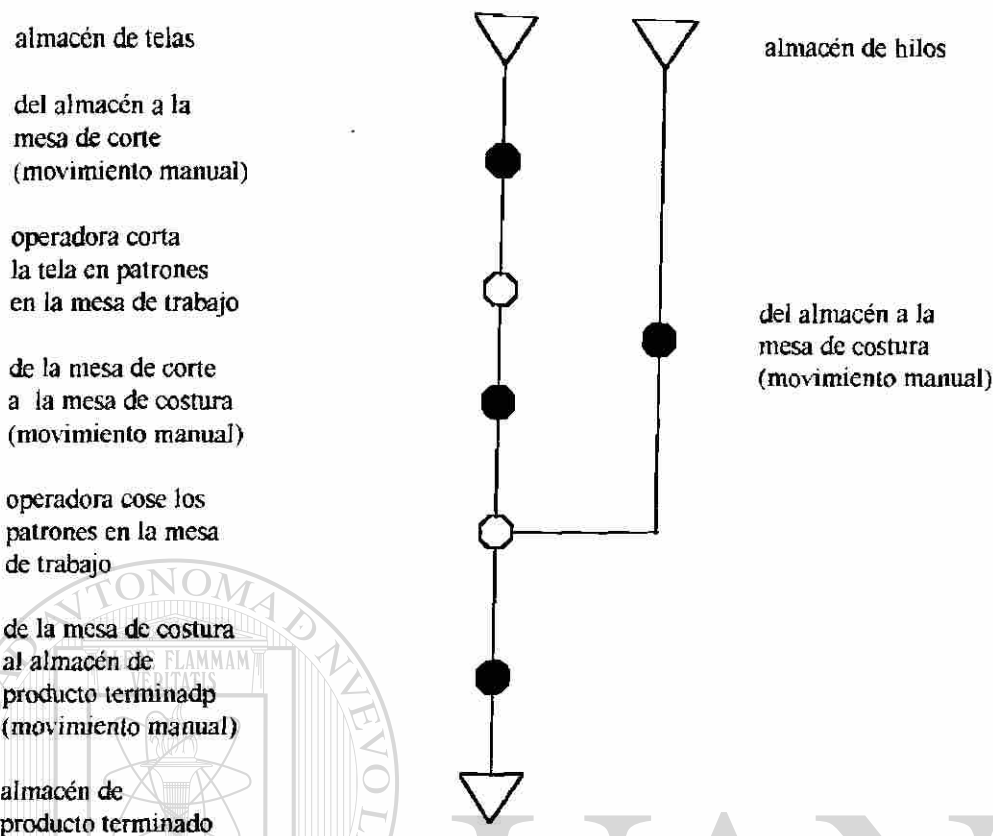 almacén de telas
del almacén a la
mesa de corte
(movimiento manual)
operadora corta
la tela en patrones
en la mesa de trabajo
de la mesa de corte
a la mesa de costura
(movimiento manual)
operadora cose los
patrones en la mesa
de trabajo
de la mesa de costura
al almacén de
producto terminadp
(movimiento manual)
almacén de
producto terminado
almacén de hilos
del almacén a la
mesa de costura
(movimiento manual)